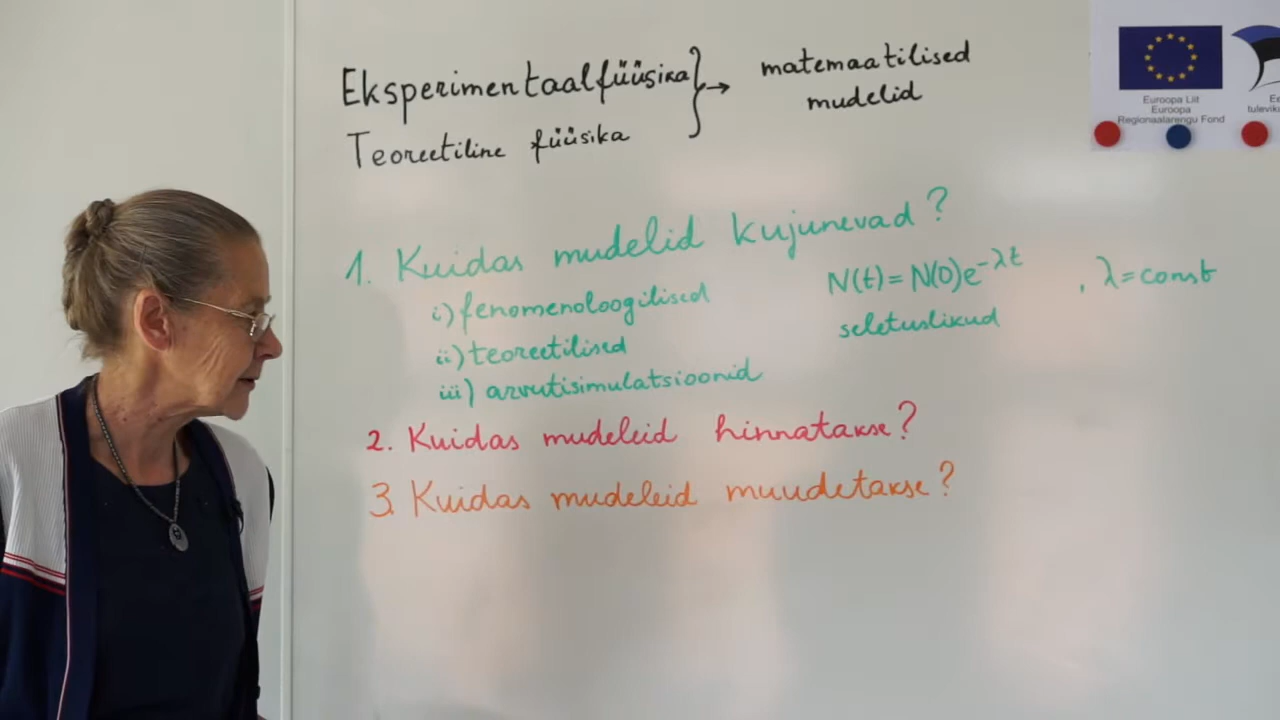 Eksperimentaalfüüsika } → matemaatilised
Teoreetiline füüsika mudelid
1. Kuidas mudelid kujunevad?
i) fenomenoloogilised N(t) = N(0)e^-λt , λ = const
ii) teoreetilised seletuslikud
iii) arvutisimulatsioonid
2. Kuidas mudeleid hinnatakse?
3. Kuidas mudeleid muudetakse?
Euroopa Liit
Euroopa
Regionaalarengu Fond